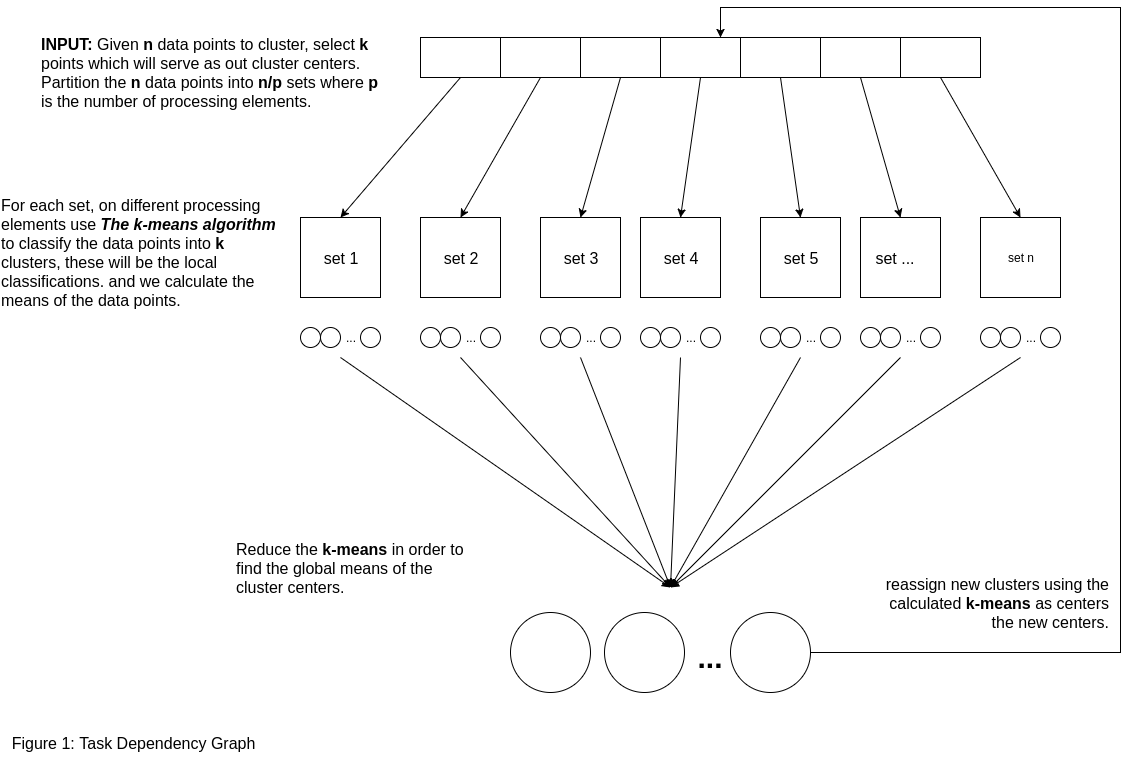 INPUT: Given n data points to cluster, select k
points which will serve as out cluster centers.
Partition the n data points into n/p sets where p
is the number of processing elements.
For each set, on different processing
elements use The k-means algorithm
to classify the data points into k
clusters, these will be the local
classifications. and we calculate the
means of the data points.
set 1
set 2
set 3
set 4
set 5
set ...
set n
...
...
...
...
...
...
...
Reduce the k-means in order to
find the global means of the
cluster centers.
reassign new clusters using the
calculated k-means as centers
the new centers.
...
Figure 1: Task Dependency Graph